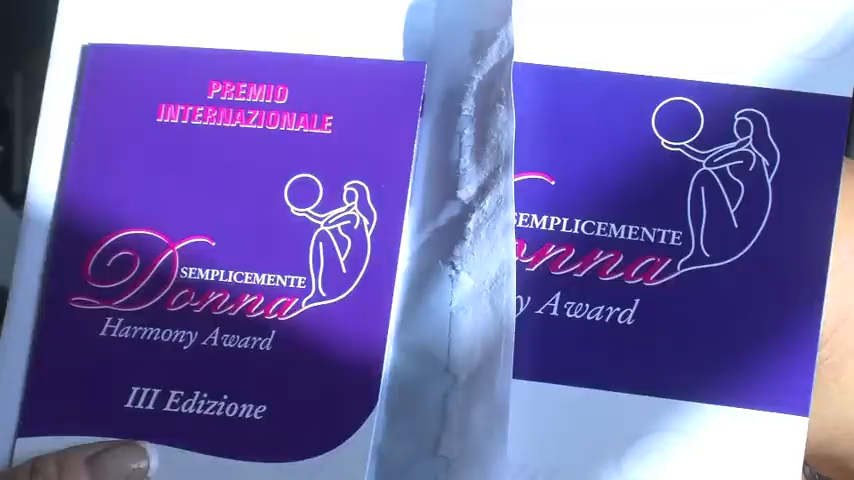 PREMIO
INTERNAZIONALE
SEMPLICEMENTE
Donna
Harmony Award
III Edizione
SEMPLICEMENTE
onna
y Award